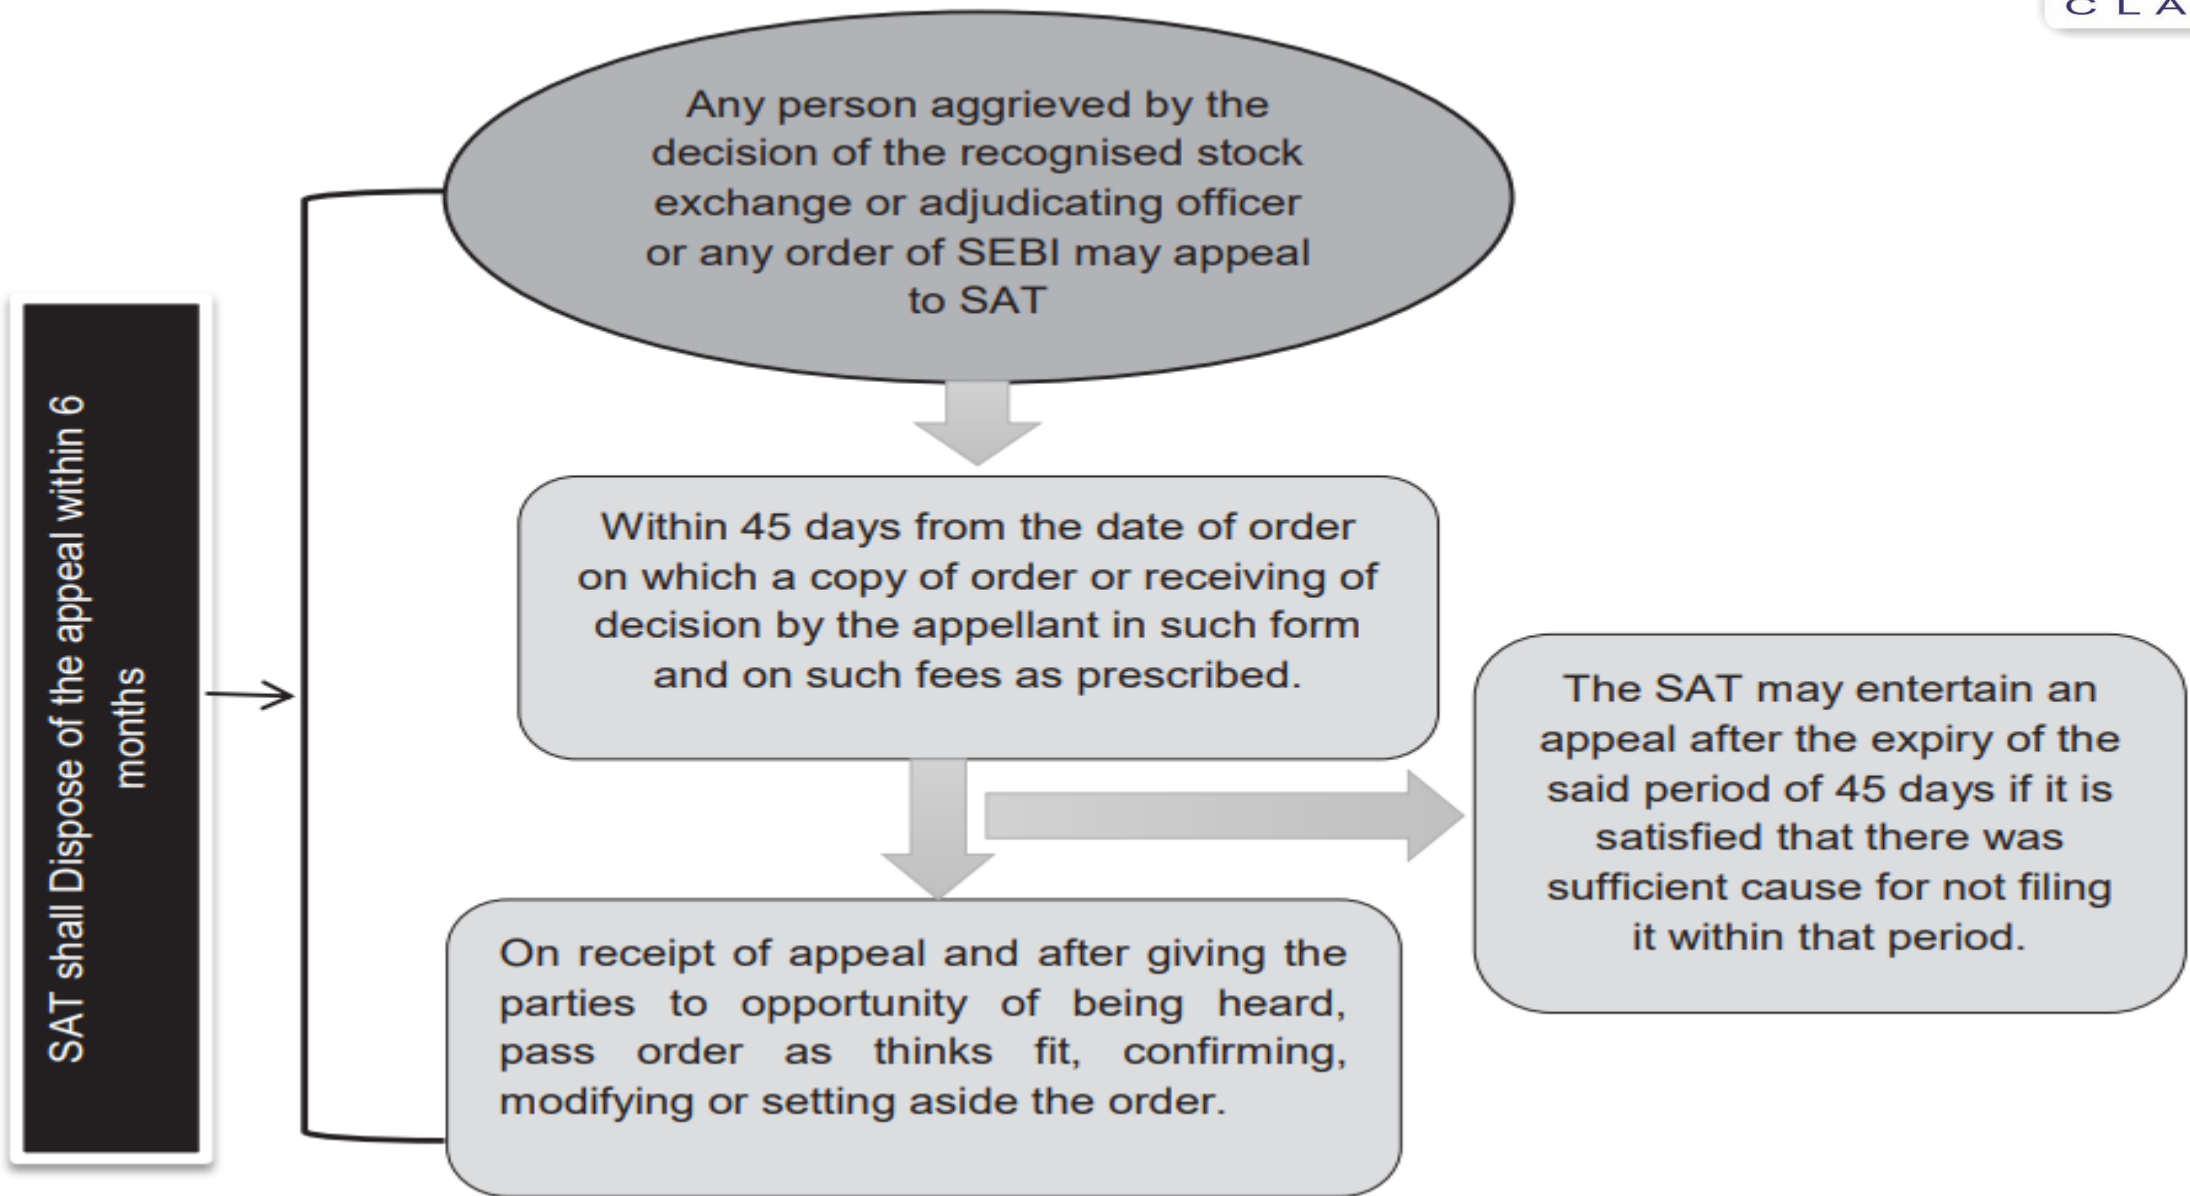 C L A
Any person aggrieved by the
decision of the recognised stock
exchange or adjudicating officer
or any order of SEBI may appeal
to SAT
SAT shall Dispose of the appeal within 6
months
Within 45 days from the date of order
on which a copy of order or receiving of
decision by the appellant in such form
and on such fees as prescribed.
The SAT may entertain an
appeal after the expiry of the
said period of 45 days if it is
satisfied that there was
sufficient cause for not filing
it within that period.
On receipt of appeal and after giving the
parties to opportunity of being heard,
pass order as thinks fit, confirming,
modifying or setting aside the order.